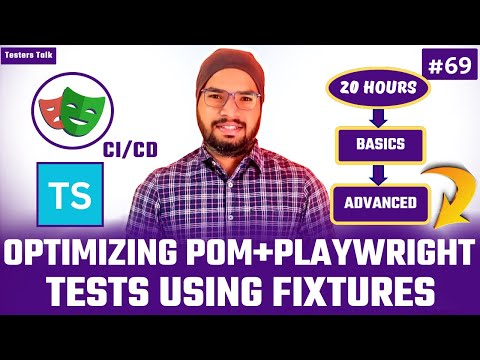 Testers Talk
#69
20 HOURS
CI/CD
BASICS
TS
ADVANCED
OPTIMIZING POM+PLAYWRIGHT
TESTS USING FIXTURES